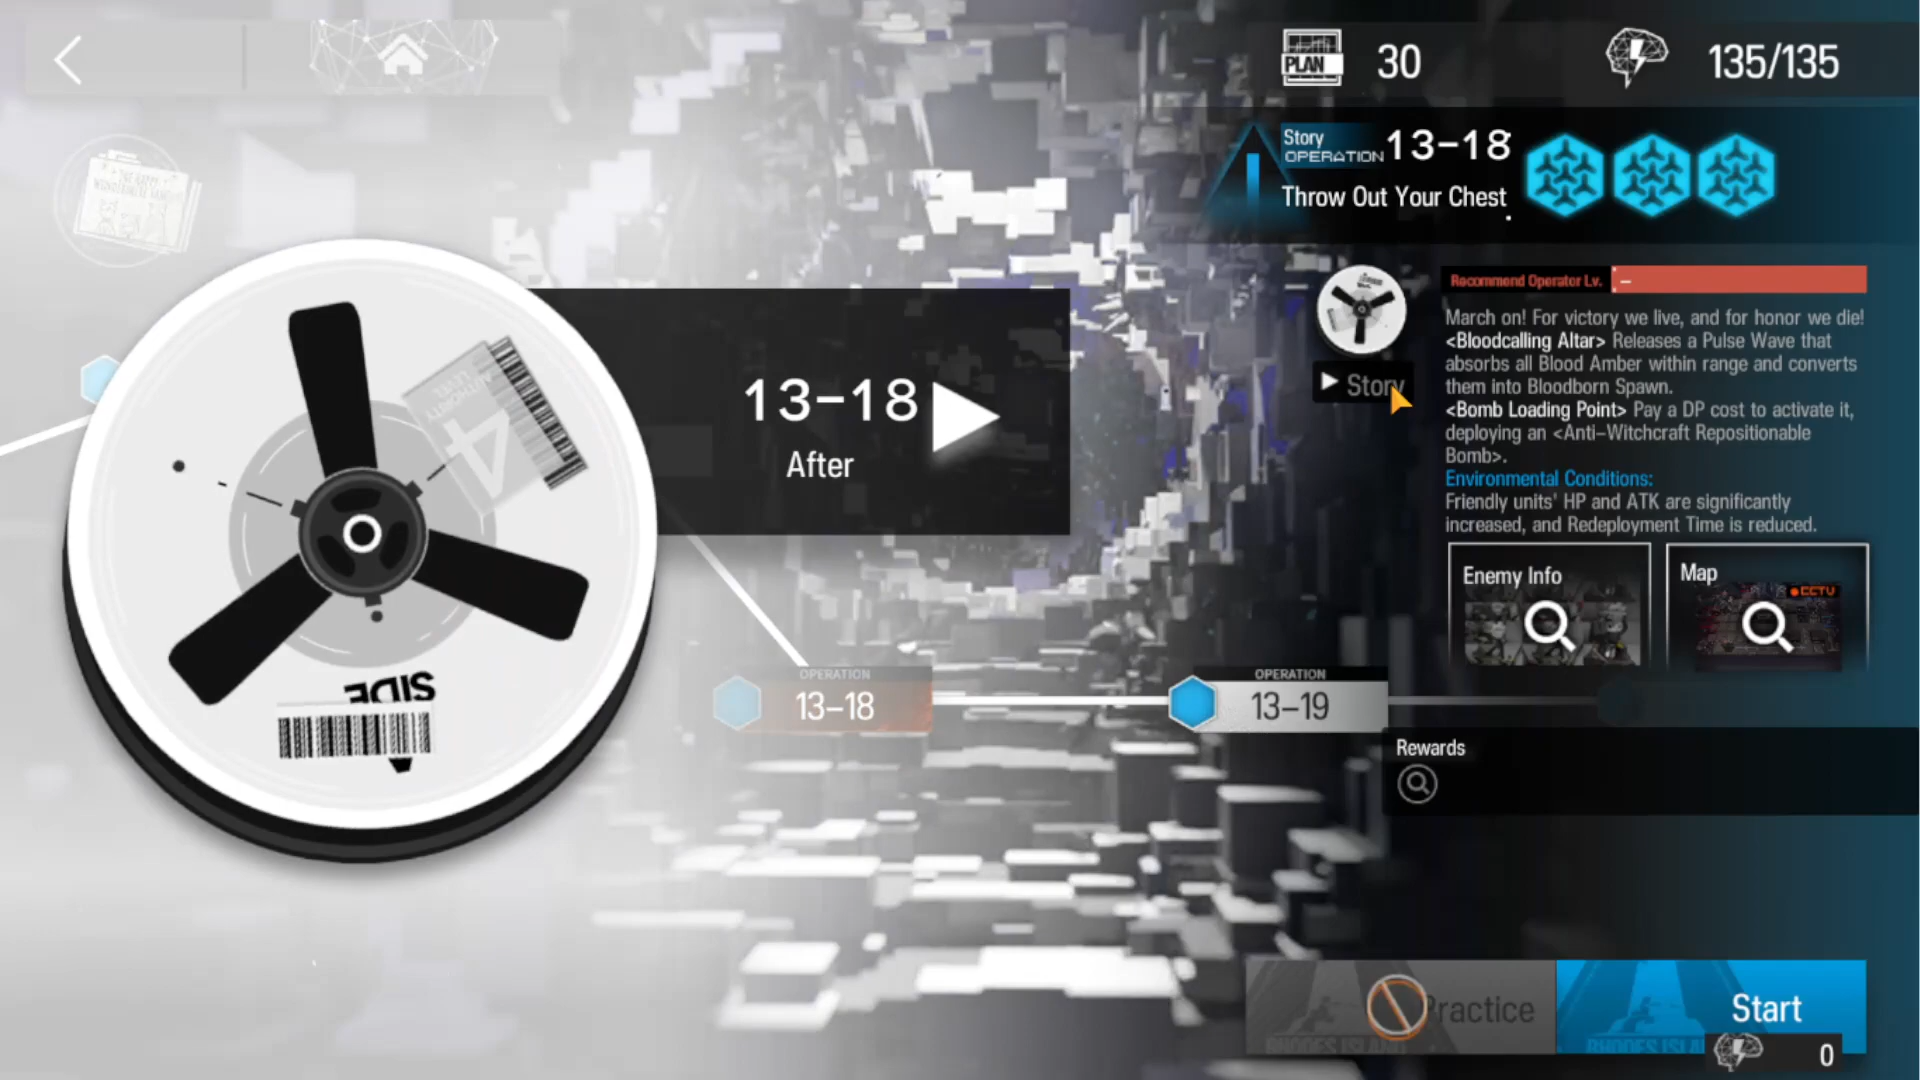 PLAN
30
135/135
Story
OPERATION 13-18
Throw Out Your Chest
Recommend Operator Lv. –
March on! For victory we live, and for honor we die!
<Bloodcalling Altar> Releases a Pulse Wave that
absorbs all Blood Amber within range and converts
them into Bloodborn Spawn.
<Bomb Loading Point> Pay a DP cost to activate it,
deploying an <Anti-Witchcraft Repositionable
Bomb>.
Environmental Conditions:
Friendly units' HP and ATK are significantly
increased, and Redeployment Time is reduced.
Story
13-18
After
4
SIDE
A
Enemy Info
Map
CCTV
OPERATION
13-18
OPERATION
13-19
Rewards
Practice
Start
0